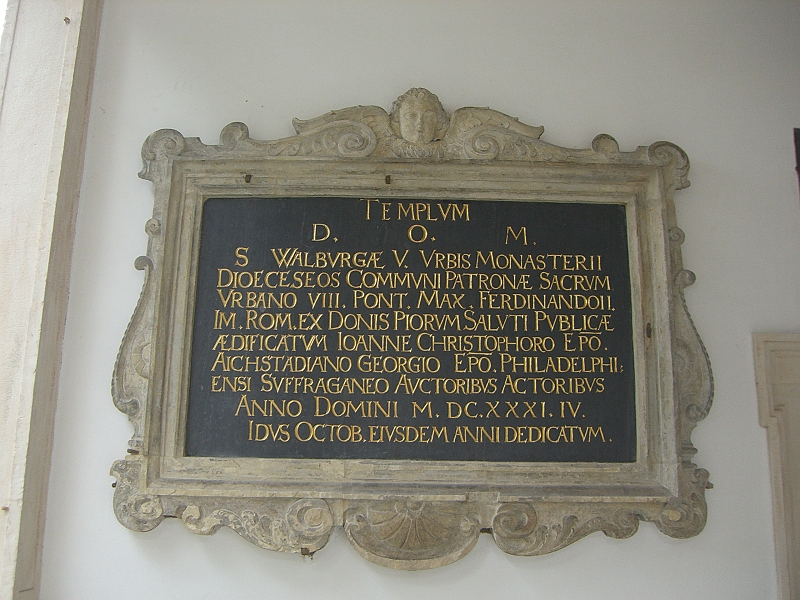 TEMPLVM
D. O. M.
S WALBVRGÆ V. VRBIS MONASTERII
DIOECESEOS COMMVNI PATRONÆ SACRVM
VRBANO VIII. PONT. MAX. FERDINANDO II.
IM. ROM. EX DONIS PIORVM SALVTI PVBLICÆ
ÆDIFICATVM IOANNE CHRISTOPHORO EPO.
AICHSTADIANO GEORGIO EPO. PHILADELPHI:
ENSI SVFFRAGANEO AVCTORIBVS ACTORIBVS
ANNO DOMINI M. DC.XXXI. IV.
IDVS OCTOB. EIVSDEM ANNI DEDICATVM.